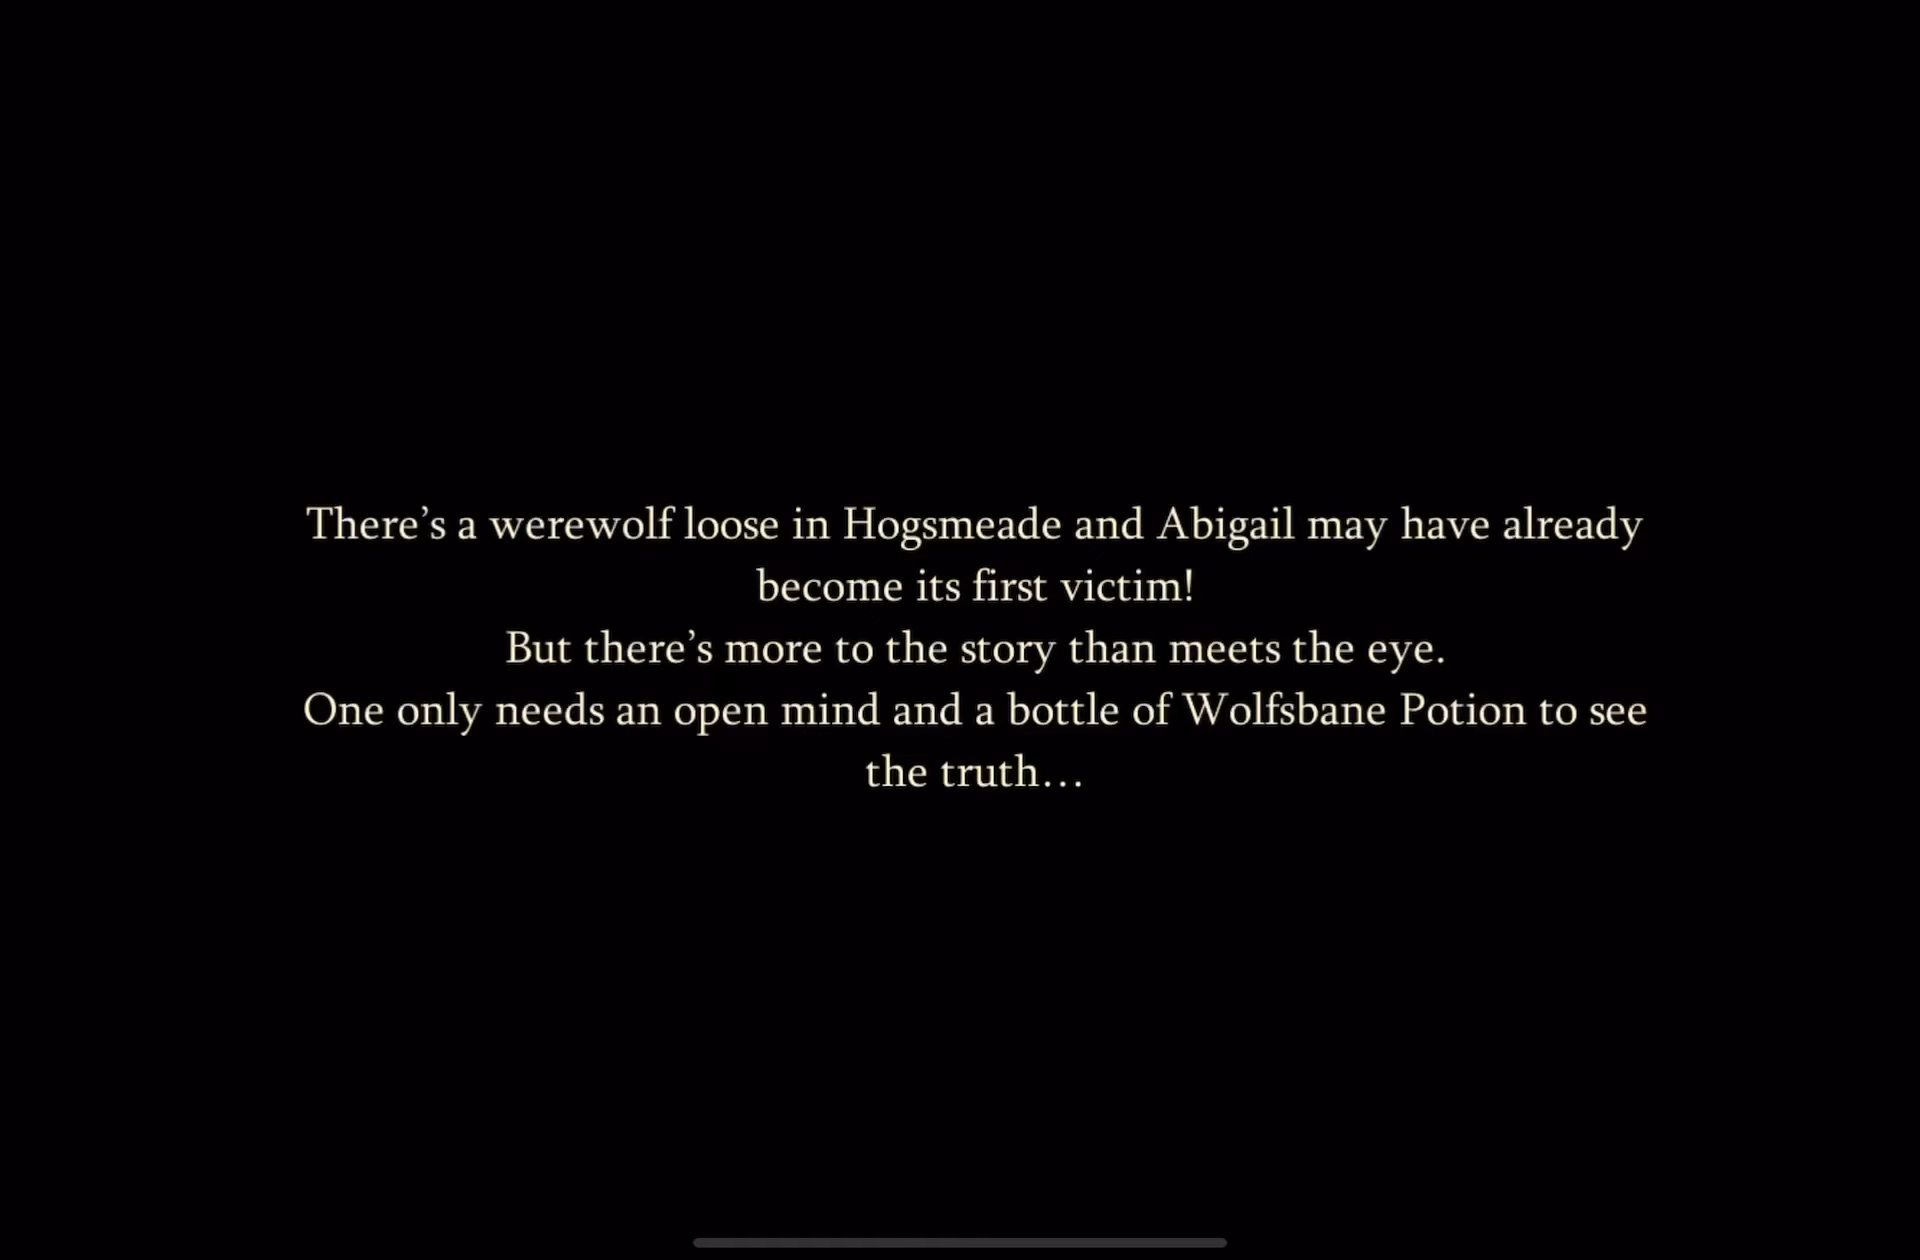 There’s a werewolf loose in Hogsmeade and Abigail may have already
become its first victim!
But there’s more to the story than meets the eye.
One only needs an open mind and a bottle of Wolfsbane Potion to see
the truth…